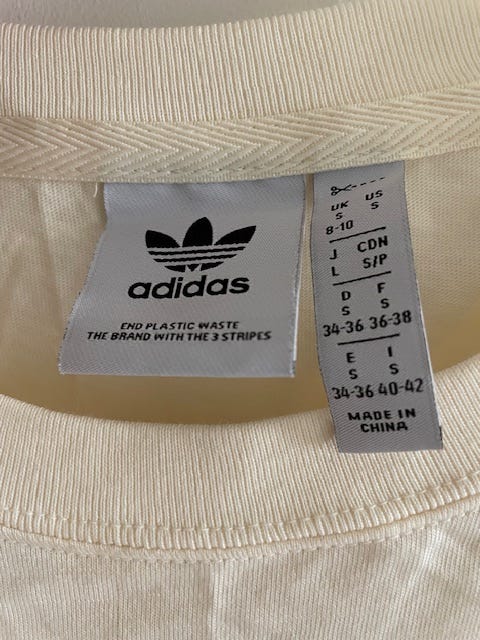 adidas
END PLASTIC WASTE
THE BRAND WITH THE 3 STRIPES
UK US
S S
8-10
J CDN
L S/P
D F
S S
34-36 36-38
E I
S S
34-36 40-42
MADE IN
CHINA